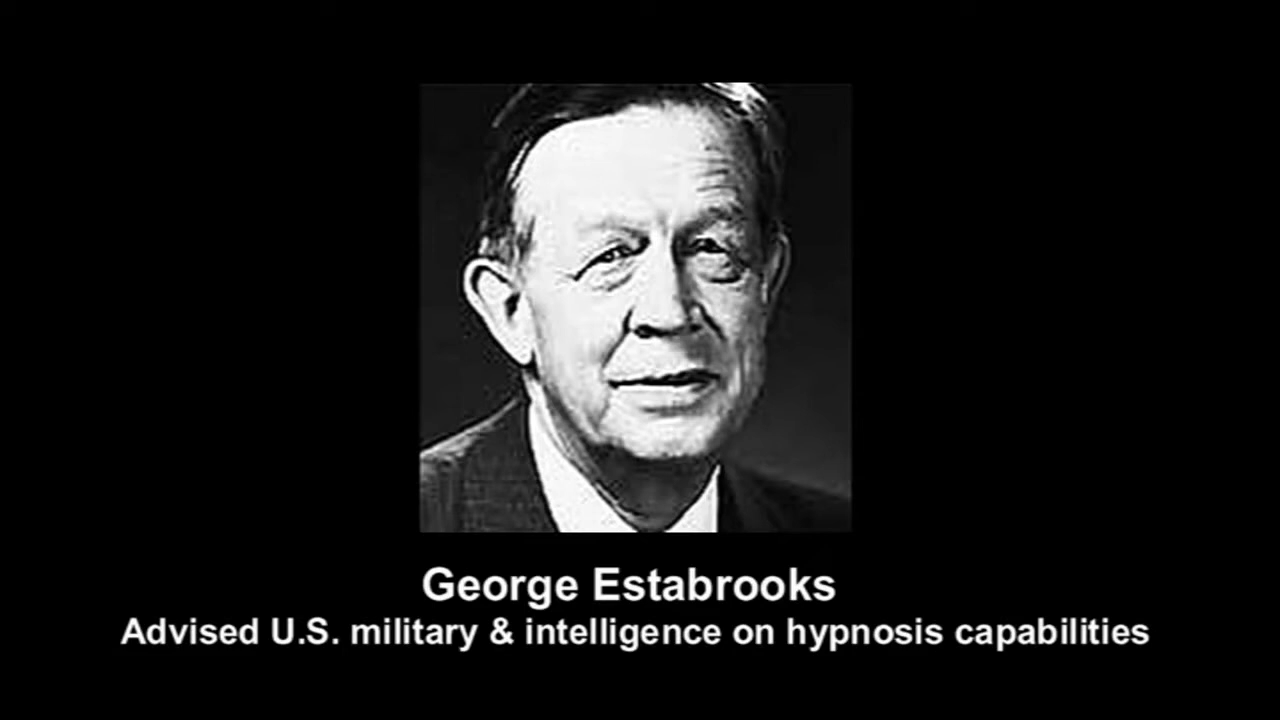 George Estabrooks
Advised U.S. military & intelligence on hypnosis capabilities